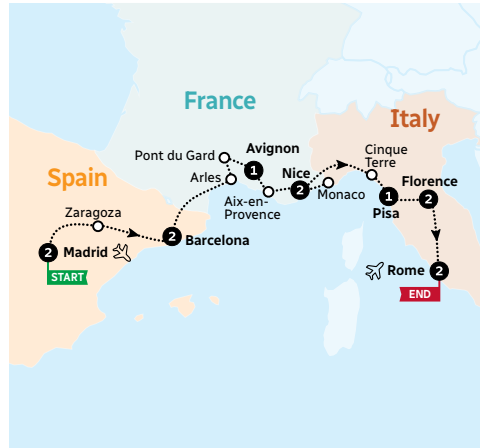 France
Italy
Spain
Pont du Gard
Avignon
1
Arles
Nice
2
Cinque
Terre
Aix-en-
Provence
Monaco
Florence
2
1
Pisa
Zaragoza
2
Barcelona
2
Madrid
START
Rome
2
END